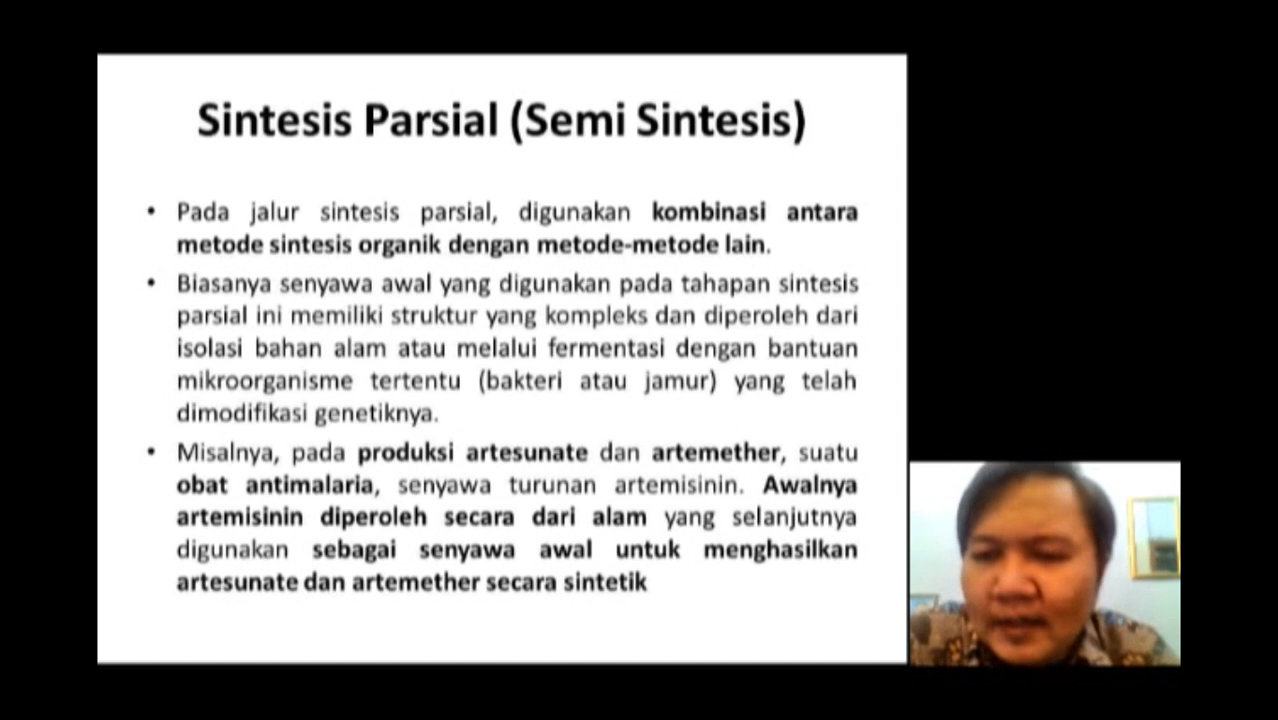 Sintesis Parsial (Semi Sintesis)
• Pada jalur sintesis parsial, digunakan kombinasi antara
metode sintesis organik dengan metode-metode lain.
• Biasanya senyawa awal yang digunakan pada tahapan sintesis
parsial ini memiliki struktur yang kompleks dan diperoleh dari
isolasi bahan alam atau melalui fermentasi dengan bantuan
mikroorganisme tertentu (bakteri atau jamur) yang telah
dimodifikasi genetiknya.
• Misalnya, pada produksi artesunate dan artemether, suatu
obat antimalaria, senyawa turunan artemisinin. Awalnya
artemisinin diperoleh secara dari alam yang selanjutnya
digunakan sebagai senyawa awal untuk menghasilkan
artesunate dan artemether secara sintetik